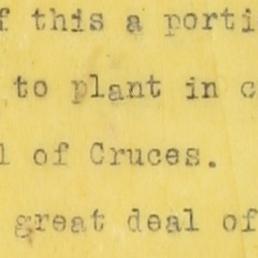 f this a porti
to plant in c
l of Cruces.
great deal of